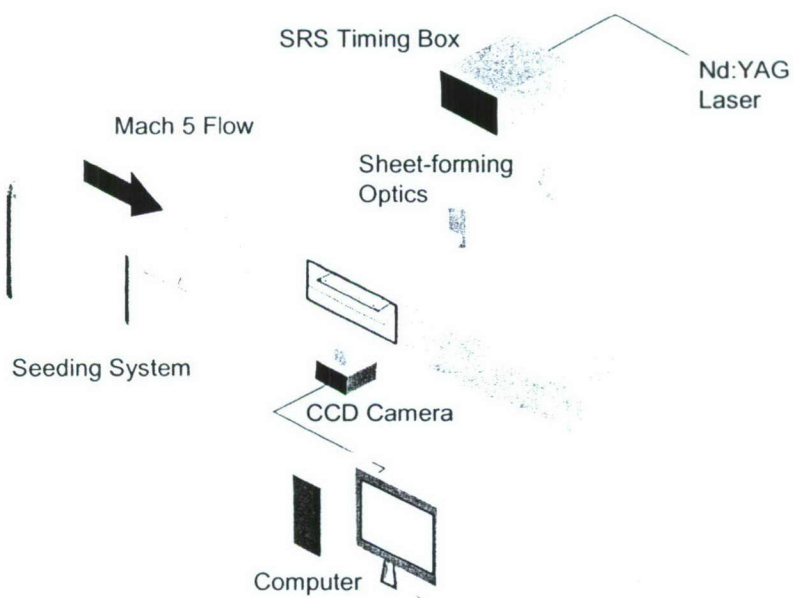 SRS Timing Box
Nd:YAG
Laser
Mach 5 Flow
Sheet-forming
Optics
Seeding System
CCD Camera
Computer